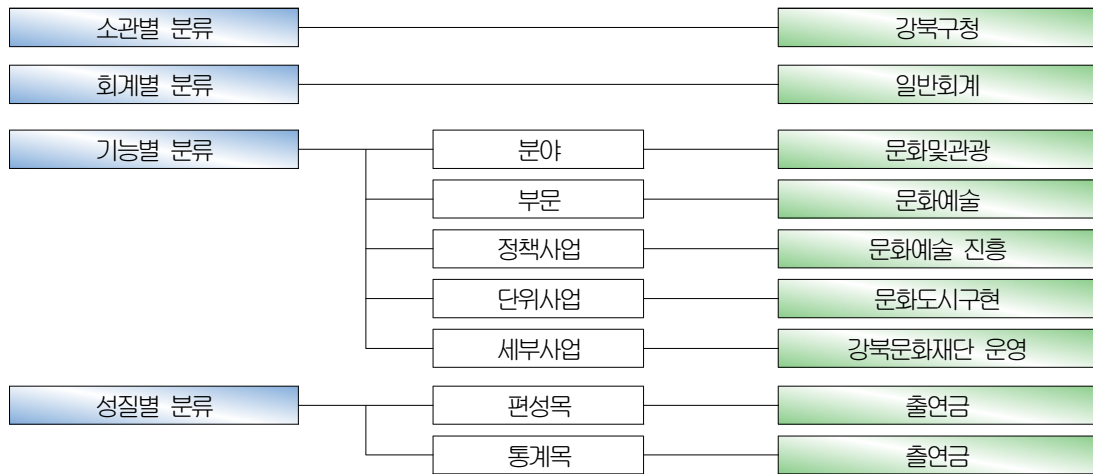 소관별 분류 강북구청
회계별 분류 일반회계
기능별 분류 분야 문화및관광
부문 문화예술
정책사업 문화예술 진흥
단위사업 문화도시구현
세부사업 강북문화재단 운영
성질별 분류 편성목 출연금
통계목 츨연금